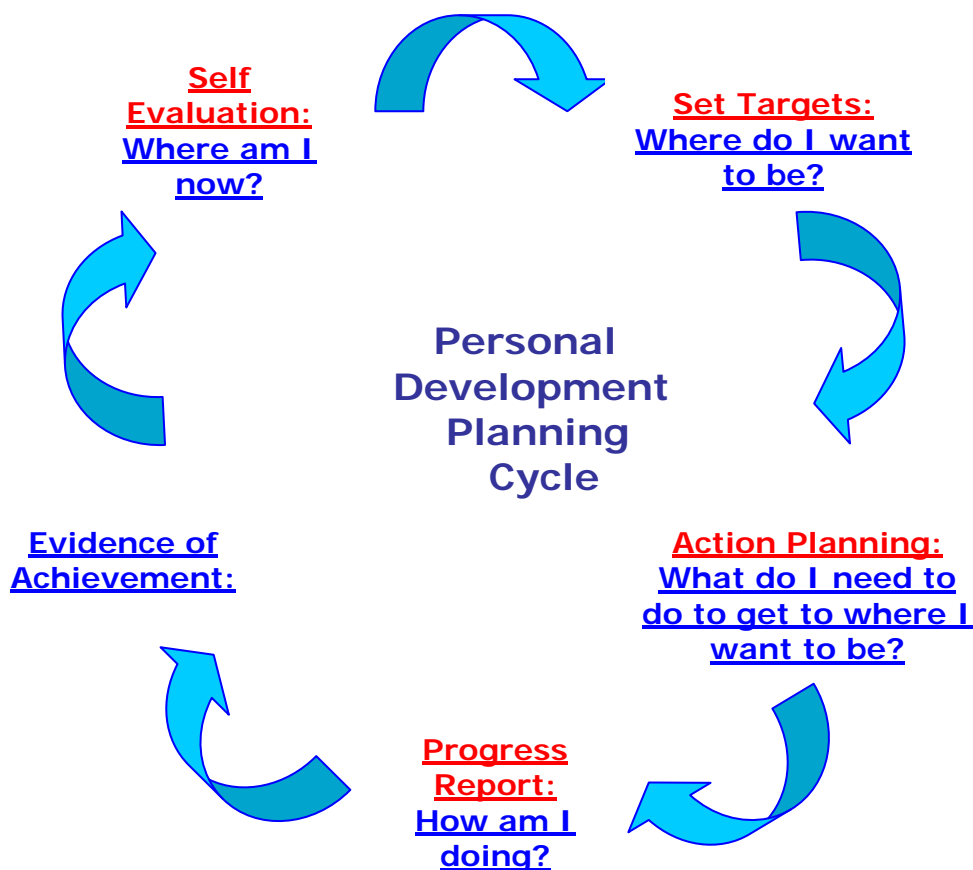 Self
Evaluation:
Where am I
now?
Set Targets:
Where do I want
to be?
Personal
Development
Planning
Cycle
Evidence of
Achievement:
Action Planning:
What do I need to
do to get to where I
want to be?
Progress
Report:
How am I
doing?